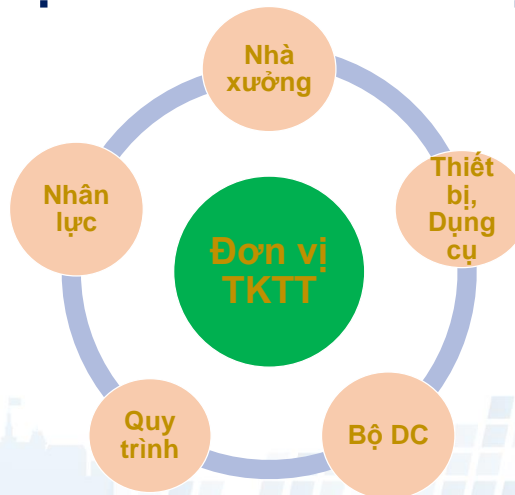 Nhà
xưởng
Thiết
bị,
Dụng
cụ
Nhân
lực
Đơn vị
TKTT
Quy
trình
Bộ DC